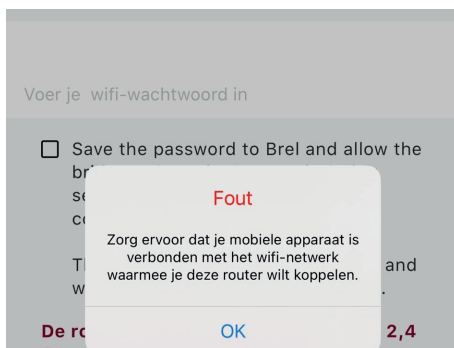 Voer je wifi-wachtwoord in
Save the password to Brel and allow the
Fout
Zorg ervoor dat je mobiele apparaat is
verbonden met het wifi-netwerk
waarmee je deze router wilt koppelen.
and
OK
De
2,4